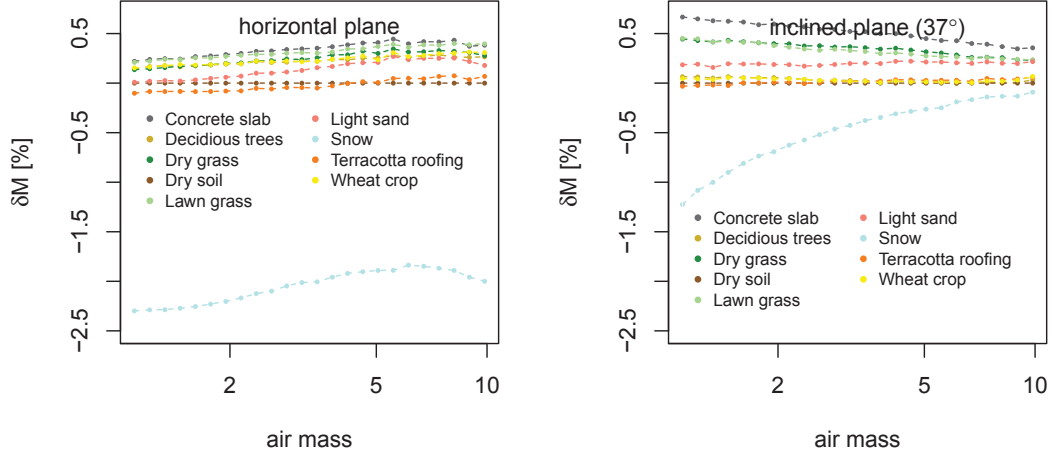 horizontal plane
0.5
−0.5
−1.5
−2.5
δM [%]
Concrete slab
Decidious trees
Dry grass
Dry soil
Lawn grass
Light sand
Snow
Terracotta roofing
Wheat crop
2
5
10
air mass
inclined plane (37°)
0.5
−0.5
−1.5
−2.5
δM [%]
Concrete slab
Decidious trees
Dry grass
Dry soil
Lawn grass
Light sand
Snow
Terracotta roofing
Wheat crop
2
5
10
air mass